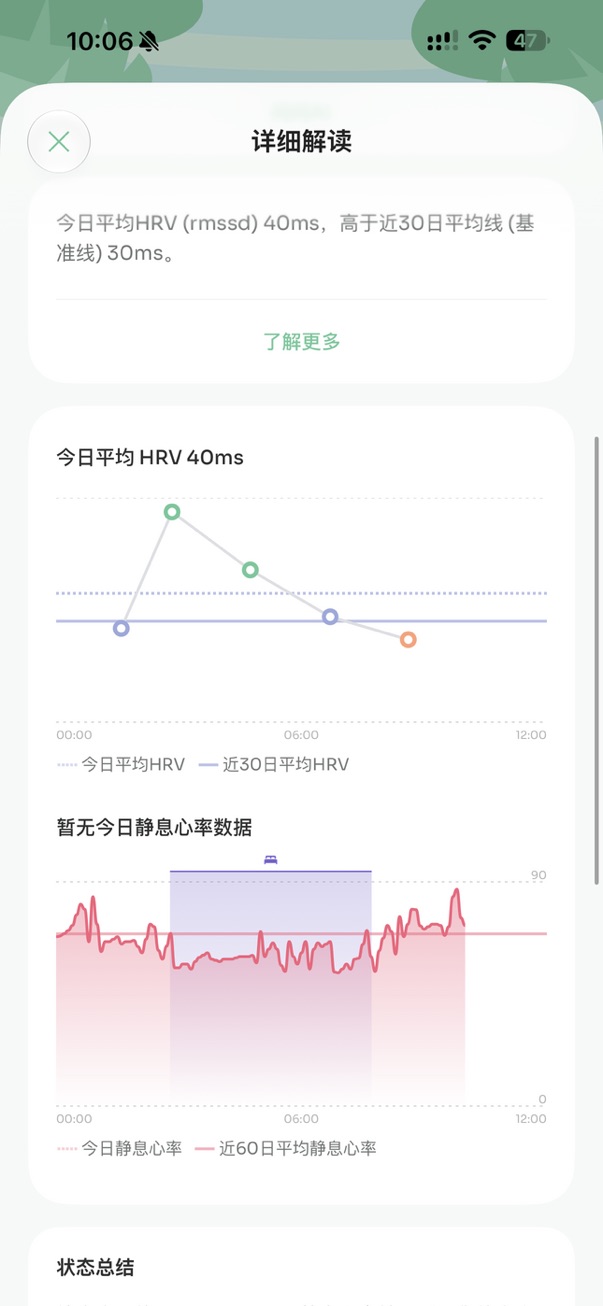 10:06
47
详细解读
今日平均HRV (rmssd) 40ms，高于近30日平均线 (基
准线) 30ms。
了解更多
今日平均 HRV 40ms
00:00 06:00 12:00
今日平均HRV 近30日平均HRV
暂无今日静息心率数据
90
0
00:00 06:00 12:00
今日静息心率 近60日平均静息心率
状态总结